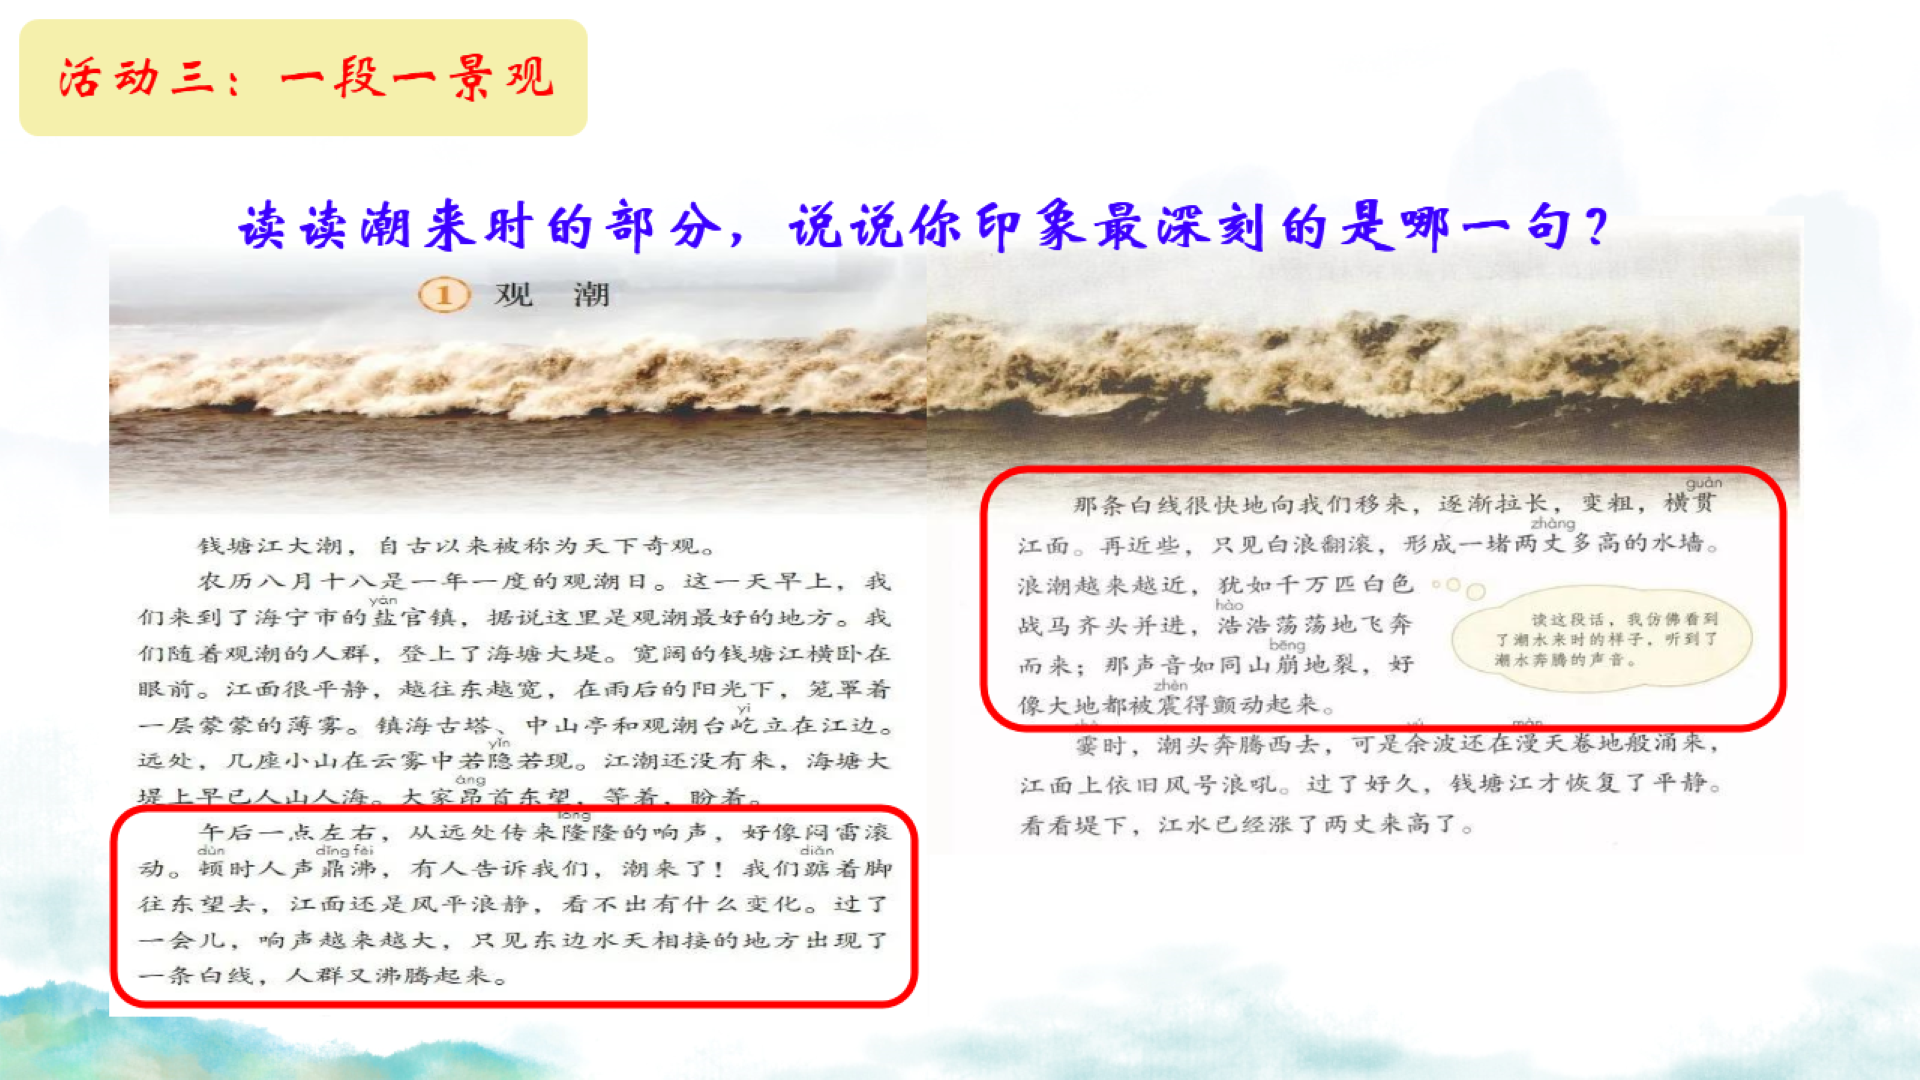 活动三：一段一景观
读读潮来时的部分，说说你印象最深刻的是哪一句？
1 观 潮
钱塘江大潮，自古以来被称为天下奇观。
农历八月十八是一年一度的观潮日。这一天早上，我
yán
们来到了海宁市的盐官镇，据说这里是观潮最好的地方。我
们随着观潮的人群，登上了海塘大堤。宽阔的钱塘江横卧在
眼前。江面很平静，越往东越宽，在雨后的阳光下，笼罩着
yì
一层蒙蒙的薄雾。镇海古塔、中山亭和观潮台屹立在江边。
yǐn
远处，几座小山在云雾中若隐若现。江潮还没有来，海塘大
áng
堤上早已人山人海。大家昂首东望，等着，盼着。
lóng
午后一点左右，从远处传来隆隆的响声，好像闷雷滚
dùn dǐng fèi diǎn
动。顿时人声鼎沸，有人告诉我们，潮来了！我们踮着脚
往东望去，江面还是风平浪静，看不出有什么变化。过了
一会儿，响声越来越大，只见东边水天相接的地方出现了
一条白线，人群又沸腾起来。
guàn
那条白线很快地向我们移来，逐渐拉长，变粗，横贯
zhàng
江面。再近些，只见白浪翻滚，形成一堵两丈多高的水墙。
浪潮越来越近，犹如千万匹白色
hào
战马齐头并进，浩浩荡荡地飞奔
bēng
而来；那声音如同山崩地裂，好
zhèn
像大地都被震得颤动起来。
读这段话，我仿佛看到
了潮水来时的样子，听到了
潮水奔腾的声音。
shà yú màn
霎时，潮头奔腾西去，可是余波还在漫天卷地般涌来，
江面上依旧风号浪吼。过了好久，钱塘江才恢复了平静。
看看堤下，江水已经涨了两丈来高了。